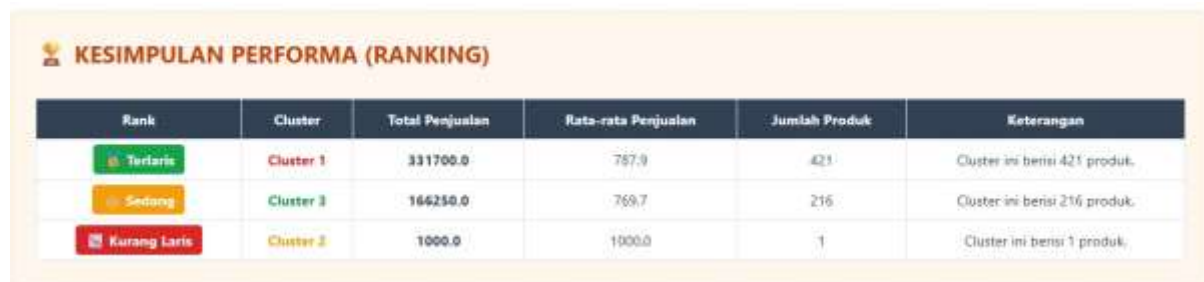 KESIMPULAN PERFORMA (RANKING)
Rank Cluster Total Penjualan Rata-rata Penjualan Jumlah Produk Keterangan
Terlaris Cluster 1 331700.0 787.9 421 Cluster ini berisi 421 produk.
Sedang Cluster 3 166250.0 769.7 216 Cluster ini berisi 216 produk.
Kurang Laris Cluster 2 1000.0 1000.0 1 Cluster ini berisi 1 produk.